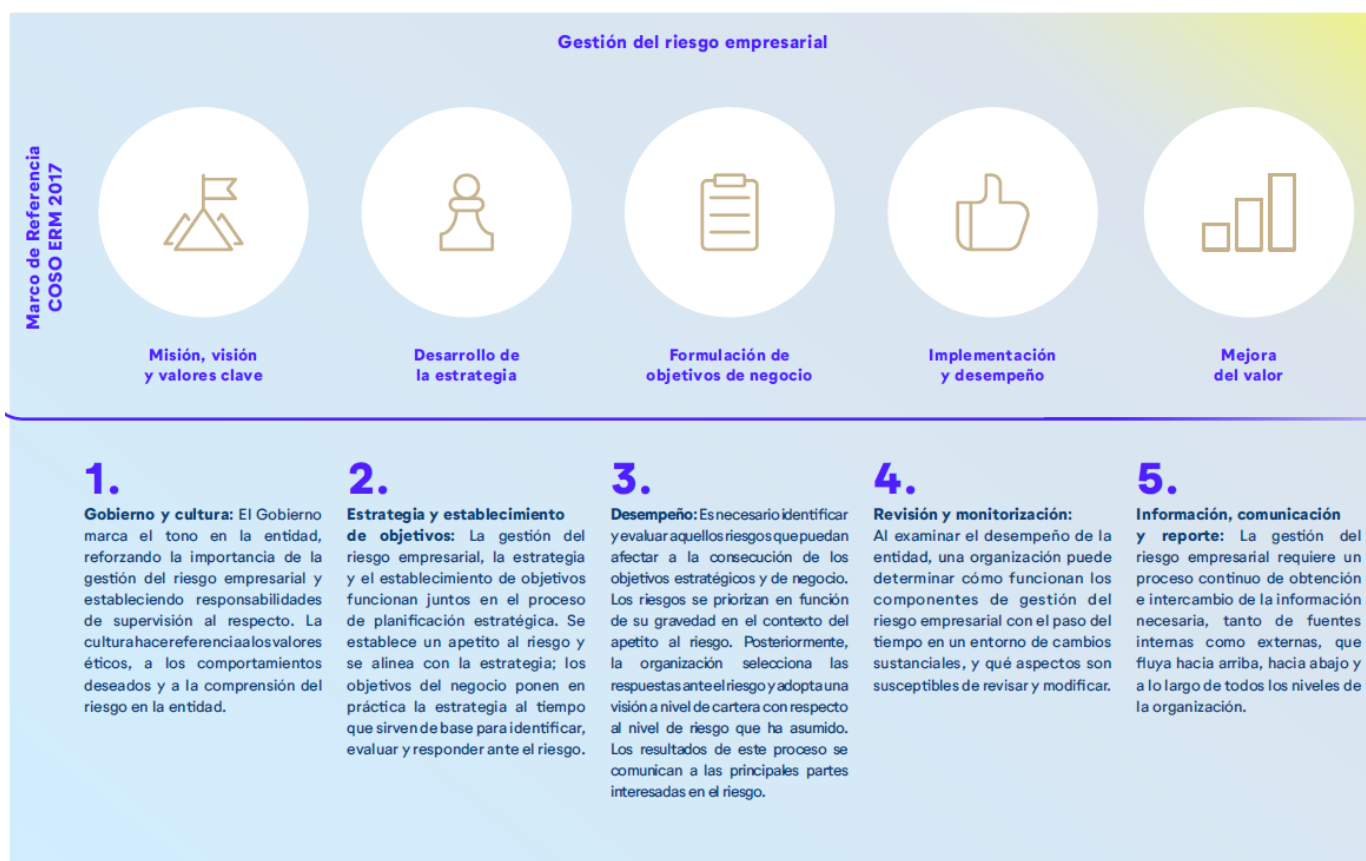 Gestión del riesgo empresarial
Marco de Referencia
COSO ERM 2017
Misión, visión
y valores clave
Desarrollo de
la estrategia
Formulación de
objetivos de negocio
Implementación
y desempeño
Mejora
del valor
1.
Gobierno y cultura: El Gobierno
marca el tono en la entidad,
reforzando la importancia de la
gestión del riesgo empresarial y
estableciendo responsabilidades
de supervisión al respecto. La
cultura hace referencia a los valores
éticos, a los comportamientos
deseados y a la comprensión del
riesgo en la entidad.
2.
Estrategia y establecimiento
de objetivos: La gestión del
riesgo empresarial, la estrategia
y el establecimiento de objetivos
funcionan juntos en el proceso
de planificación estratégica. Se
establece un apetito al riesgo y
se alinea con la estrategia; los
objetivos del negocio ponen en
práctica la estrategia al tiempo
que sirven de base para identificar,
evaluar y responder ante el riesgo.
3.
Desempeño: Es necesario identificar
y evaluar aquellos riesgos que puedan
afectar a la consecución de los
objetivos estratégicos y de negocio.
Los riesgos se priorizan en función
de su gravedad en el contexto del
apetito al riesgo. Posteriormente,
la organización selecciona las
respuestas ante el riesgo y adopta una
visión a nivel de cartera con respecto
al nivel de riesgo que ha asumido.
Los resultados de este proceso se
comunican a las principales partes
interesadas en el riesgo.
4.
Revisión y monitorización:
Al examinar el desempeño de la
entidad, una organización puede
determinar cómo funcionan los
componentes de gestión del
riesgo empresarial con el paso del
tiempo en un entorno de cambios
sustanciales, y qué aspectos son
susceptibles de revisar y modificar.
5.
Información, comunicación
y reporte: La gestión del
riesgo empresarial requiere un
proceso continuo de obtención
e intercambio de la información
necesaria, tanto de fuentes
internas como externas, que
fluya hacia arriba, hacia abajo y
a lo largo de todos los niveles de
la organización.